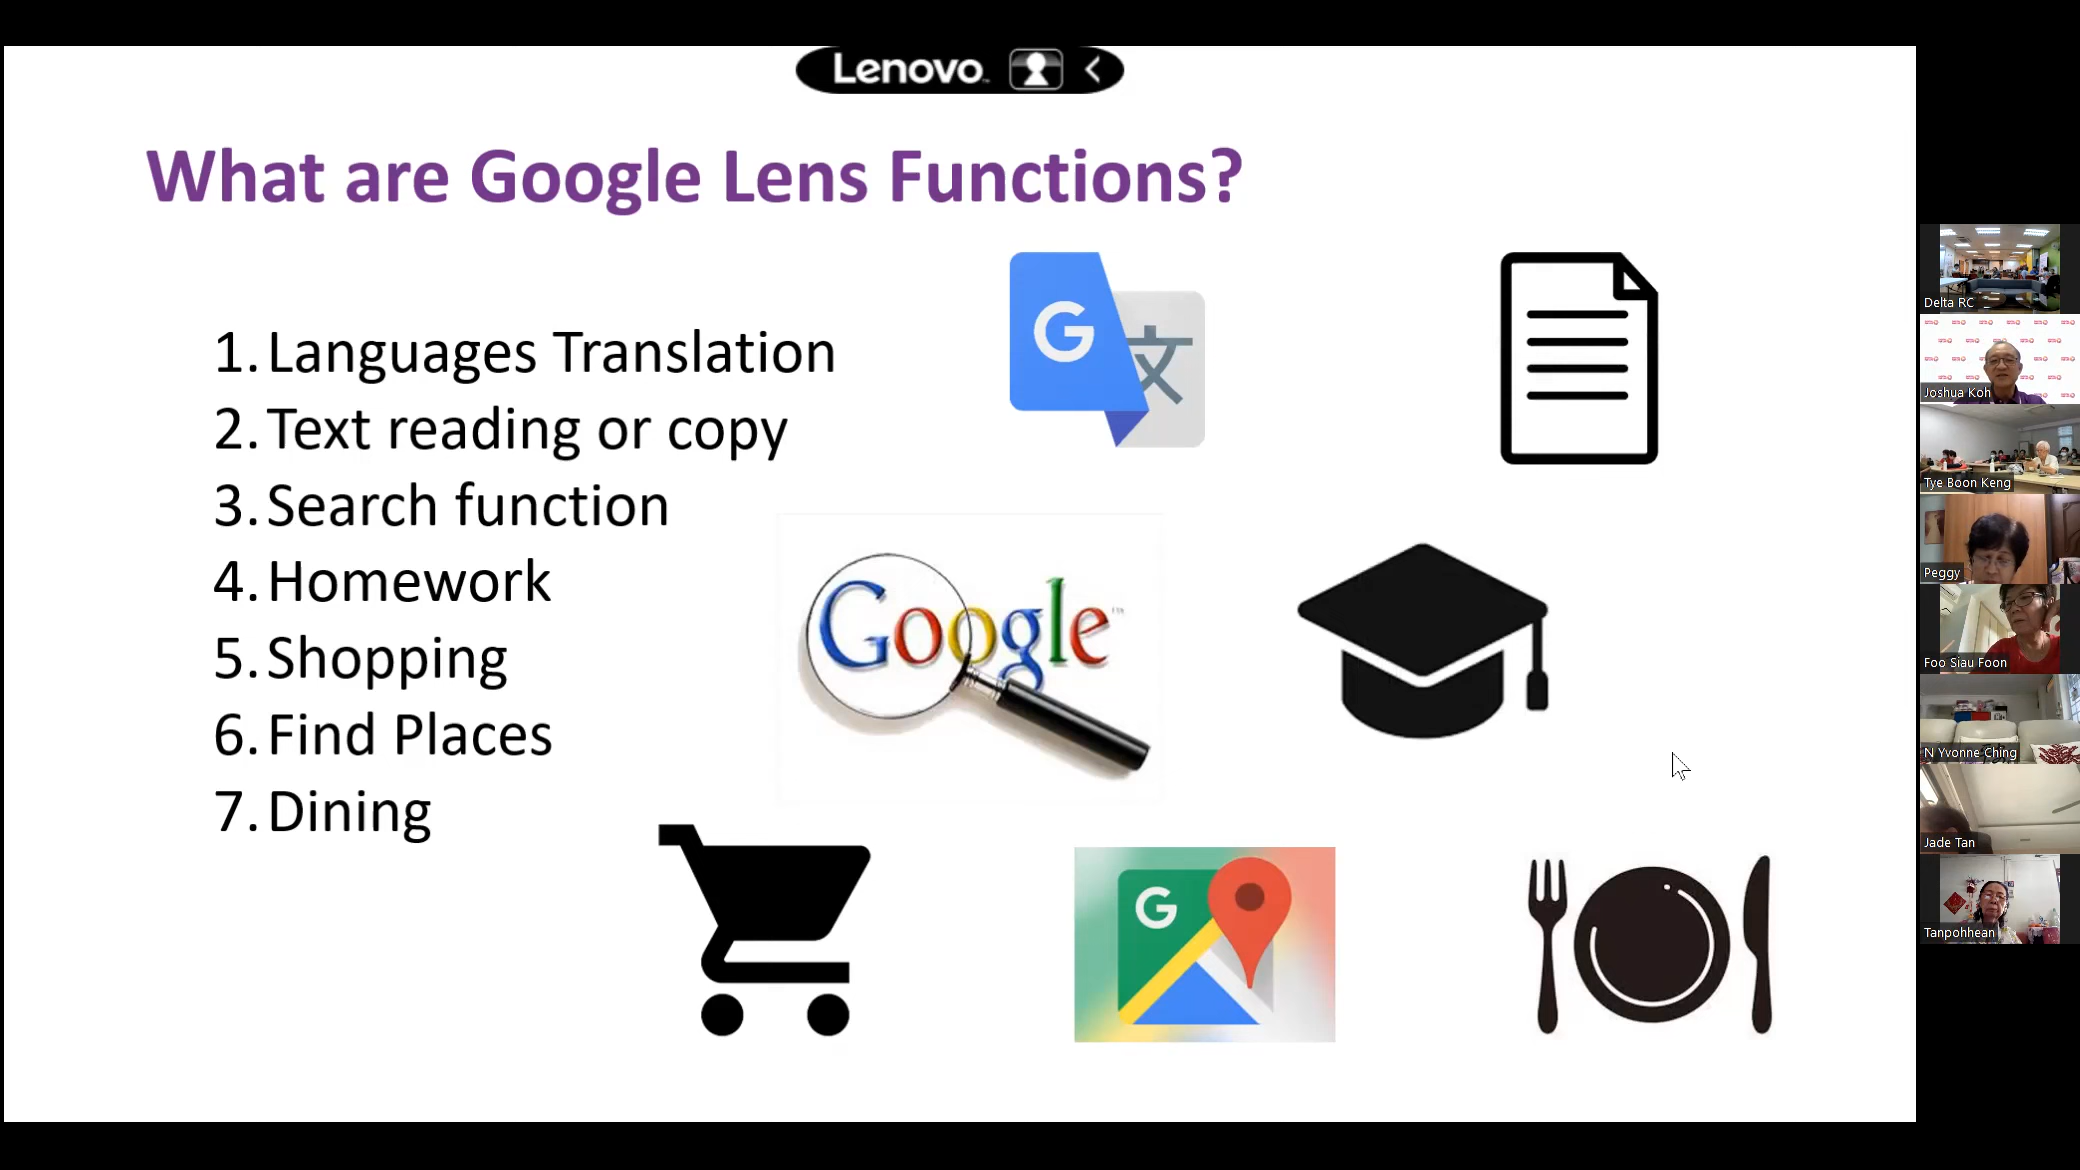 Lenovo
What are Google Lens Functions?
1. Languages Translation
2. Text reading or copy
3. Search function
4. Homework
5. Shopping
6. Find Places
7. Dining
G 文
Google™
G
Delta RC
Joshua Koh
Tye Boon Keng
Peggy
Foo Siau Foon
N Yvonne Ching
Jade Tan
Tanpohhean